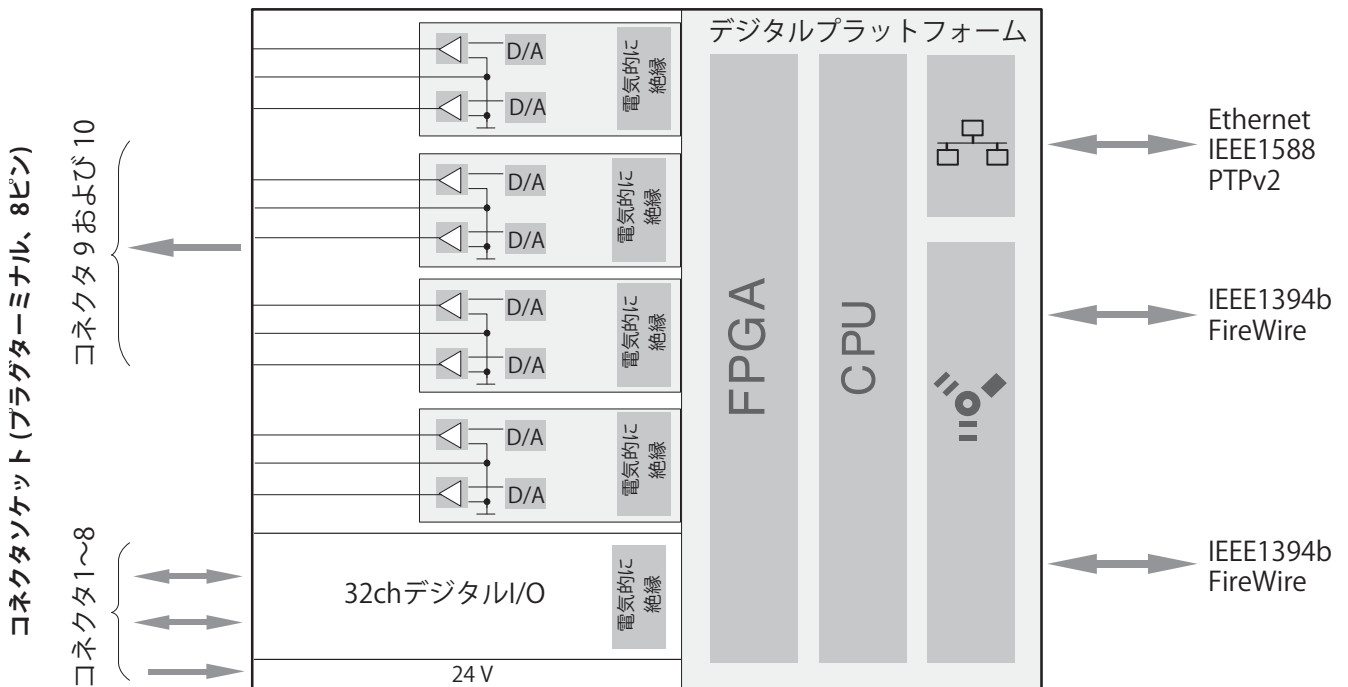 コネクタソケット (プラグターミナル、8ピン)
コネクタ 9 および 10
コネクタ1～8
D/A
D/A
電気的に
絶縁
D/A
D/A
電気的に
絶縁
D/A
D/A
電気的に
絶縁
D/A
D/A
電気的に
絶縁
32chデジタルI/O
電気的に
絶縁
24 V
デジタルプラットフォーム
FPGA
CPU
Ethernet
IEEE1588
PTPv2
IEEE1394b
FireWire
IEEE1394b
FireWire